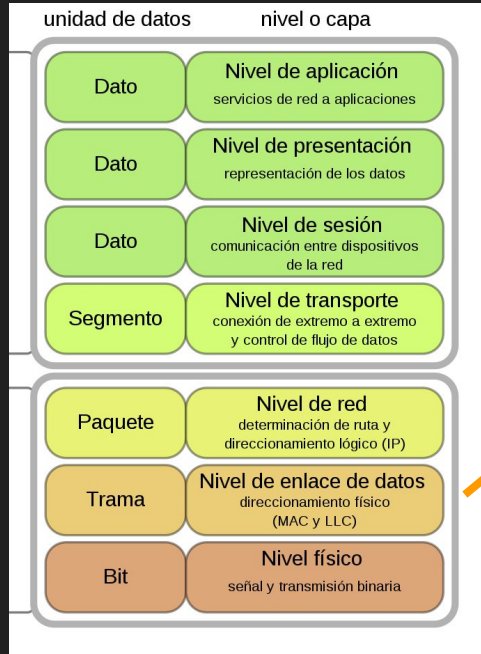 unidad de datos nivel o capa
Dato
Nivel de aplicación
servicios de red a aplicaciones
Dato
Nivel de presentación
representación de los datos
Dato
Nivel de sesión
comunicación entre dispositivos
de la red
Segmento
Nivel de transporte
conexión de extremo a extremo
y control de flujo de datos
Paquete
Nivel de red
determinación de ruta y
direccionamiento lógico (IP)
Trama
Nivel de enlace de datos
direccionamiento físico
(MAC y LLC)
Bit
Nivel físico
señal y transmisión binaria